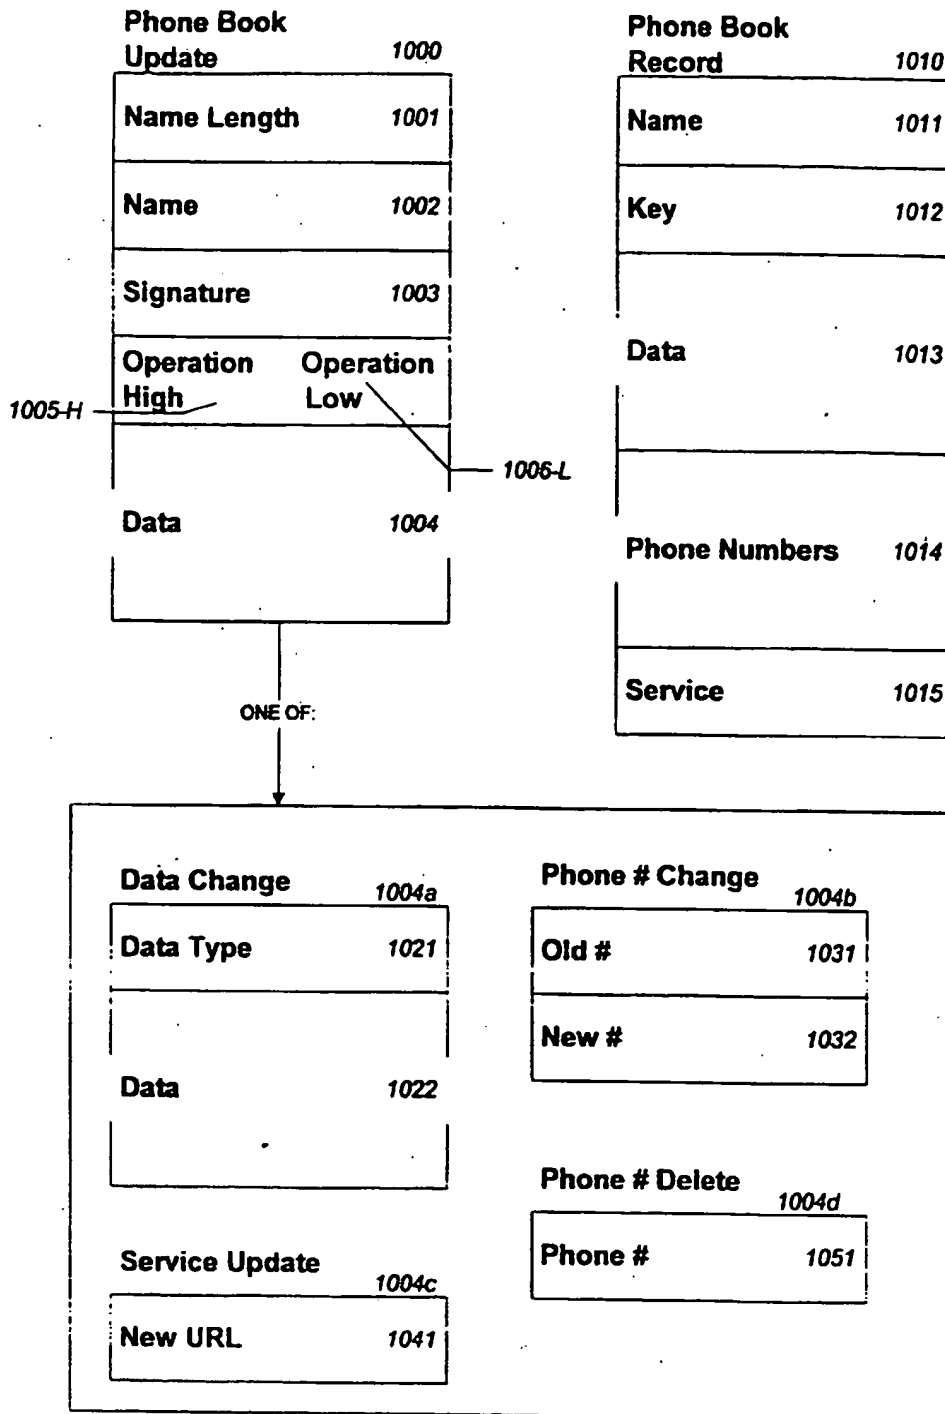 Phone Book
Update 1000
Name Length 1001
Name 1002
Signature 1003
Operation Operation
High Low
1005-H
1006-L
Data 1004
Phone Book
Record 1010
Name 1011
Key 1012
Data 1013
Phone Numbers 1014
Service 1015
ONE OF:
Data Change 1004a
Data Type 1021
Data 1022
Phone # Change 1004b
Old # 1031
New # 1032
Service Update 1004c
New URL 1041
Phone # Delete 1004d
Phone # 1051